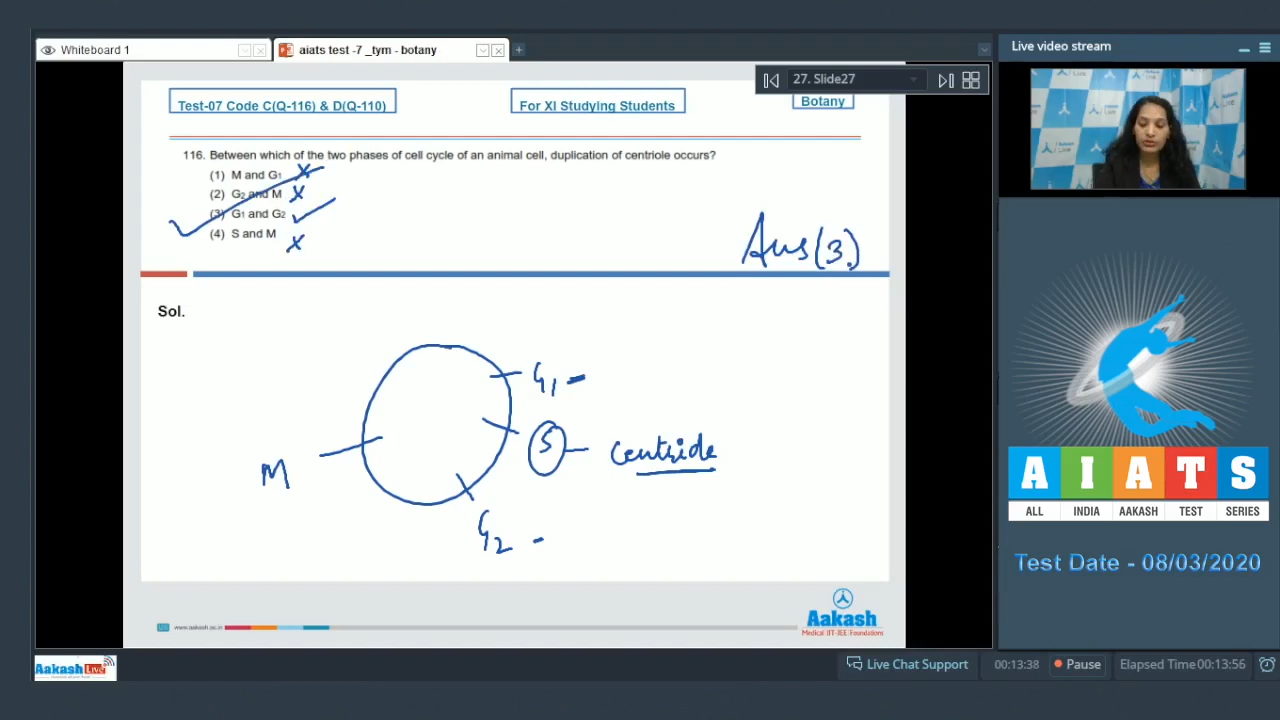 Whiteboard 1
aiats test -7 _tym - botany
Live video stream
27. Slide27
Test-07 Code C(Q-116) & D(Q-110)
For XI Studying Students
Botany
116. Between which of the two phases of cell cycle of an animal cell, duplication of centriole occurs?
(1) M and G1
(2) G2 and M
(3) G1 and G2
(4) S and M
Ans (3.)
Sol.
G1
S
Centriole
M
G2
A I A T S
ALL INDIA AAKASH TEST SERIES
Test Date - 08/03/2020
www.aakash.ac.in
Aakash
Medical | IIT-JEE | Foundations
Aakash Live
Live Chat Support
00:13:38
Pause
Elapsed Time 00:13:56